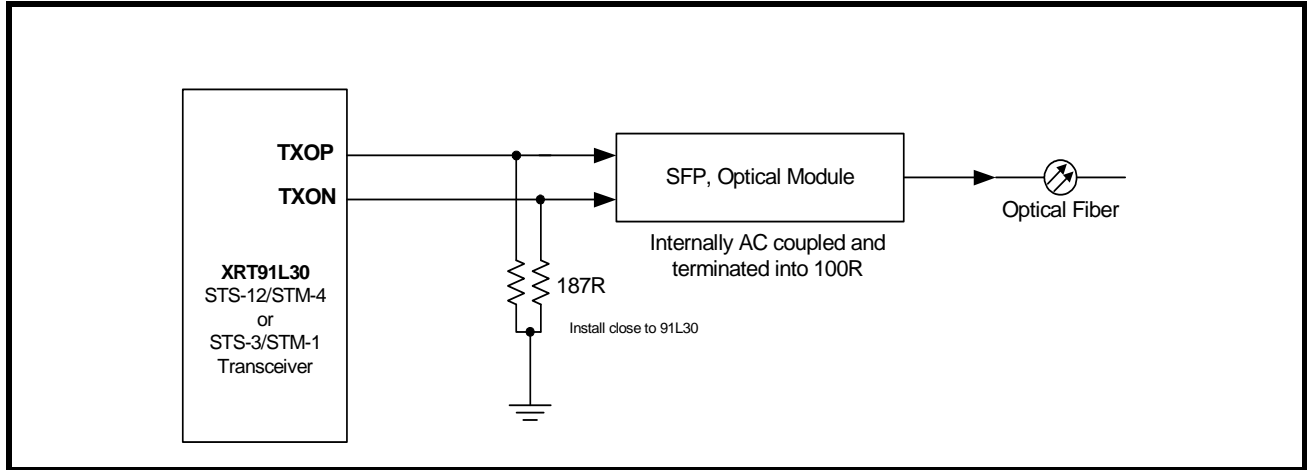 TXOP
TXON
XRT91L30
STS-12/STM-4
or
STS-3/STM-1
Transceiver
187R
Install close to 91L30
SFP, Optical Module
Internally AC coupled and
terminated into 100R
Optical Fiber